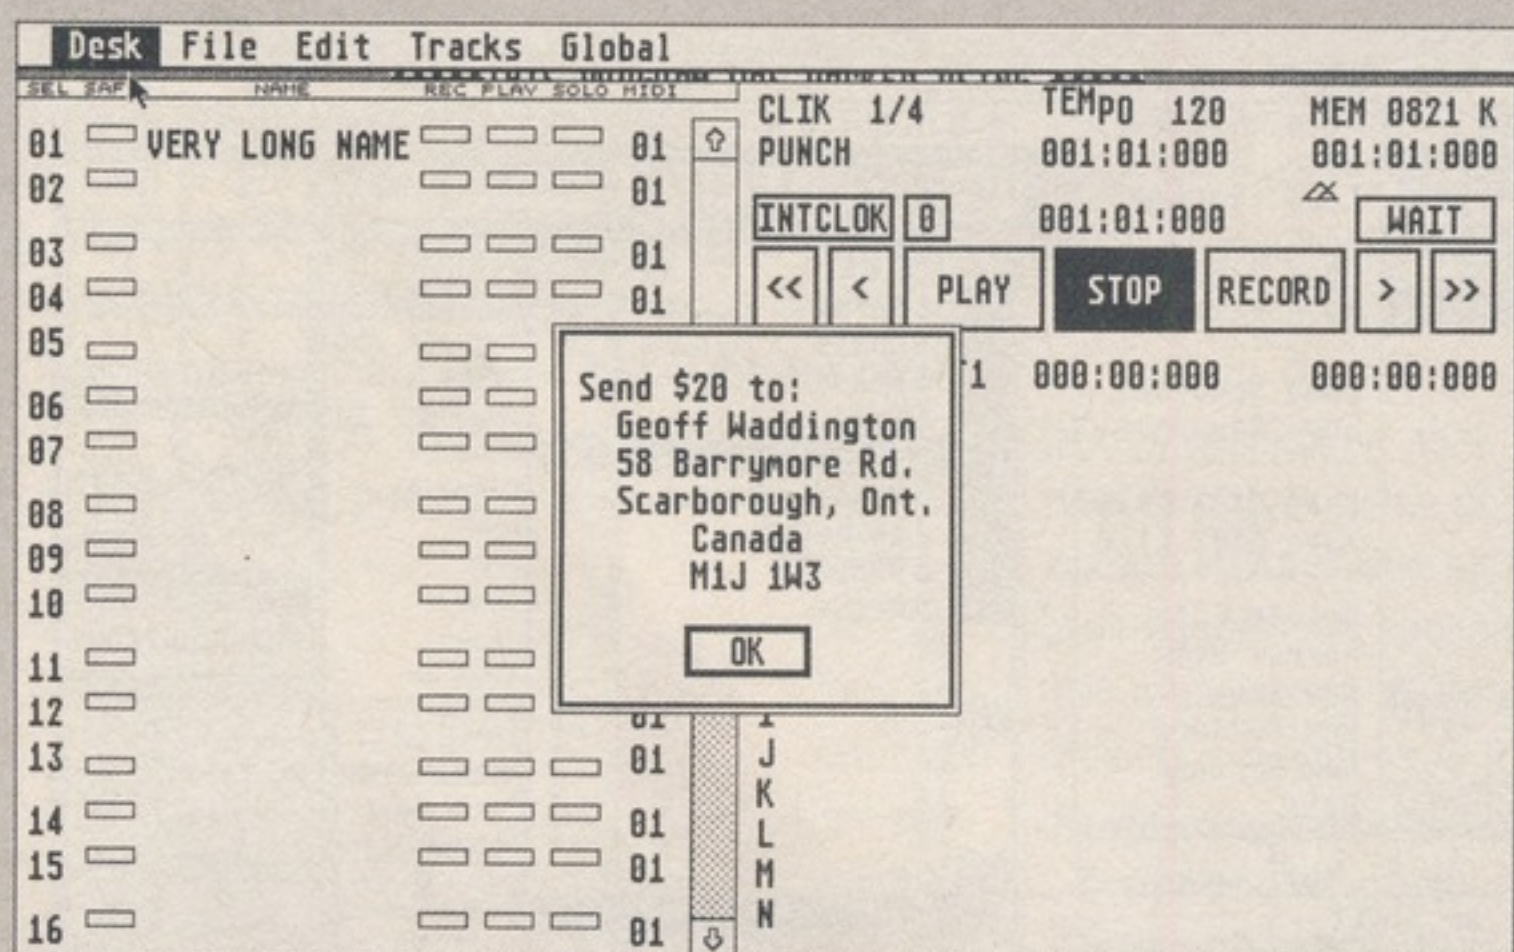 Desk File Edit Tracks Global
SEL SAF NAME REC PLAY SOLO MIDI
CLIK 1/4 TEMPO 120 MEM 0821 K
01 VERY LONG NAME 01
PUNCH 001:01:000 001:01:000
02 01
INTCLOK 0 001:01:000 WAIT
03 01
<< < PLAY STOP RECORD > >>
04 01
05
1 000:00:000 000:00:000
Send $20 to:
06
Geoff Waddington
07
58 Barrymore Rd.
Scarborough, Ont.
08
Canada
09
M1J 1W3
10
OK
11
12 01
I
13 01
J
K
14 01
L
15 01
M
N
16 01